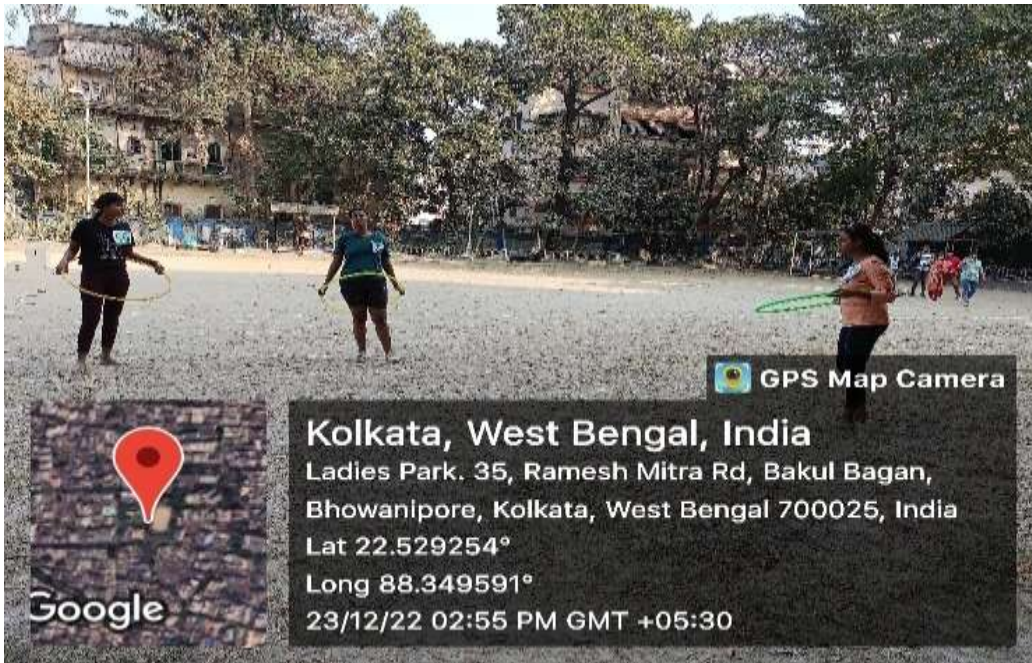 GPS Map Camera
Kolkata, West Bengal, India
Ladies Park. 35, Ramesh Mitra Rd, Bakul Bagan,
Bhowanipore, Kolkata, West Bengal 700025, India
Lat 22.529254°
Long 88.349591°
23/12/22 02:55 PM GMT +05:30
Google